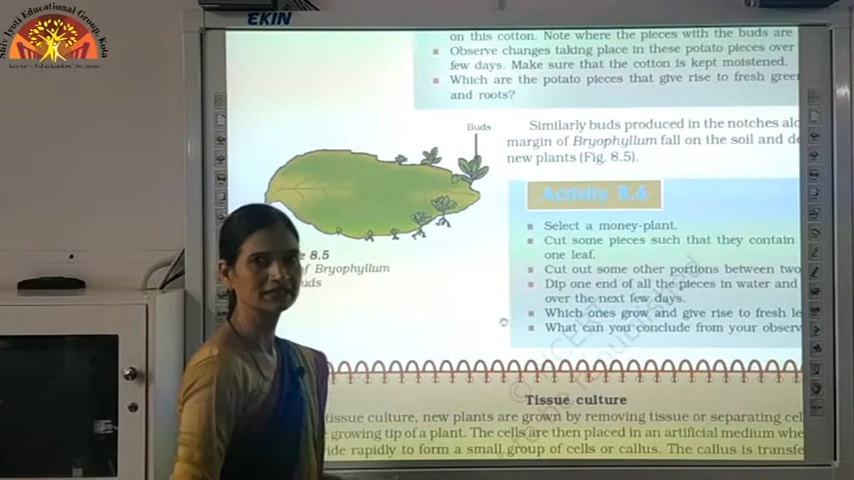 Shiv Jyoti Educational Group, Kota
EKIN
on this cotton. Note where the pieces with the buds are
Observe changes taking place in these potato pieces over
few days. Make sure that the cotton is kept moistened.
Which are the potato pieces that give rise to fresh gree
and roots?
Buds
Similarly buds produced in the notches alo
margin of Bryophyllum fall on the soil and de
new plants (Fig. 8.5).
Activity 8.6
Select a money-plant.
Cut some pieces such that they contain
one leaf.
Cut out some other portions between two
Dip one end of all the pieces in water and
over the next few days.
Which ones grow and give rise to fresh le
What can you conclude from your observ
e 8.5
of Bryophyllum
uds
Tissue culture
tissue culture, new plants are grown by removing tissue or separating cel
growing tip of a plant. The cells are then placed in an artificial medium whe
ide rapidly to form a small group of cells or callus. The callus is transfe